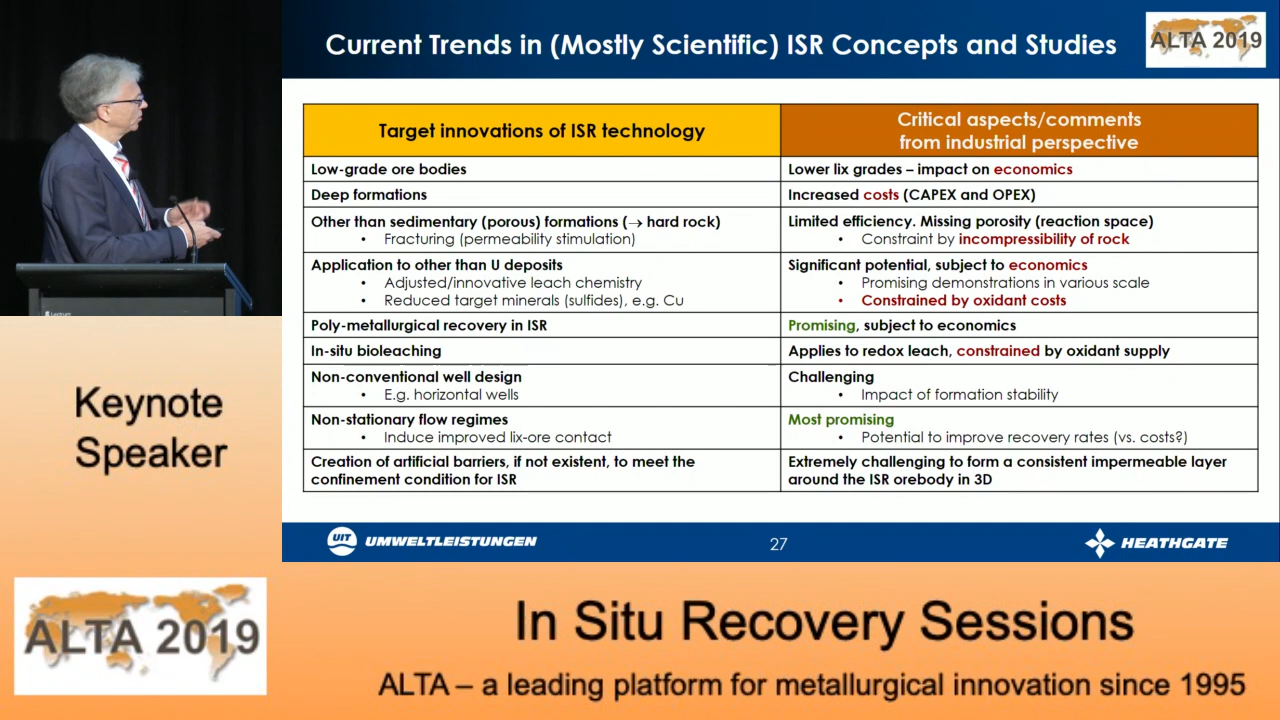 Current Trends in (Mostly Scientific) ISR Concepts and Studies
ALTA 2019
Target innovations of ISR technology
Critical aspects/comments
from industrial perspective
Low-grade ore bodies
Lower lix grades – impact on economics
Deep formations
Increased costs (CAPEX and OPEX)
Other than sedimentary (porous) formations (→ hard rock)
• Fracturing (permeability stimulation)
Limited efficiency. Missing porosity (reaction space)
• Constraint by incompressibility of rock
Application to other than U deposits
• Adjusted/innovative leach chemistry
• Reduced target minerals (sulfides), e.g. Cu
Significant potential, subject to economics
• Promising demonstrations in various scale
• Constrained by oxidant costs
Poly-metallurgical recovery in ISR
Promising, subject to economics
In-situ bioleaching
Applies to redox leach, constrained by oxidant supply
Non-conventional well design
• E.g. horizontal wells
Challenging
• Impact of formation stability
Non-stationary flow regimes
• Induce improved lix-ore contact
Most promising
• Potential to improve recovery rates (vs. costs?)
Creation of artificial barriers, if not existent, to meet the
confinement condition for ISR
Extremely challenging to form a consistent impermeable layer
around the ISR orebody in 3D
UIT UMWELTLEISTUNGEN
27
HEATHGATE
Keynote
Speaker
ALTA 2019
In Situ Recovery Sessions
ALTA – a leading platform for metallurgical innovation since 1995